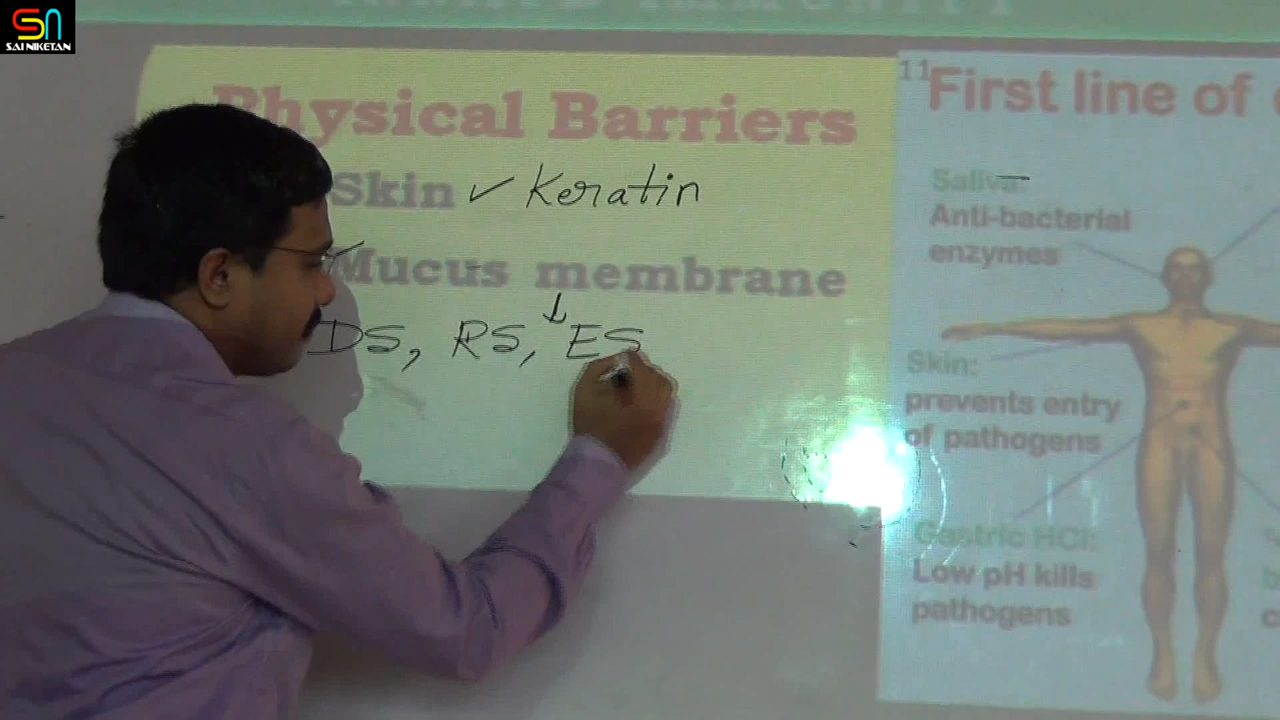 SN
SAI NIKETAN
Physical Barriers
Skin ✓ Keratin
Mucus membrane
↓
DS, RS, ES
11
First line of
Saliva:
Anti-bacterial
enzymes
Skin:
prevents entry
of pathogens
Gastric HCl:
Low pH kills
pathogens